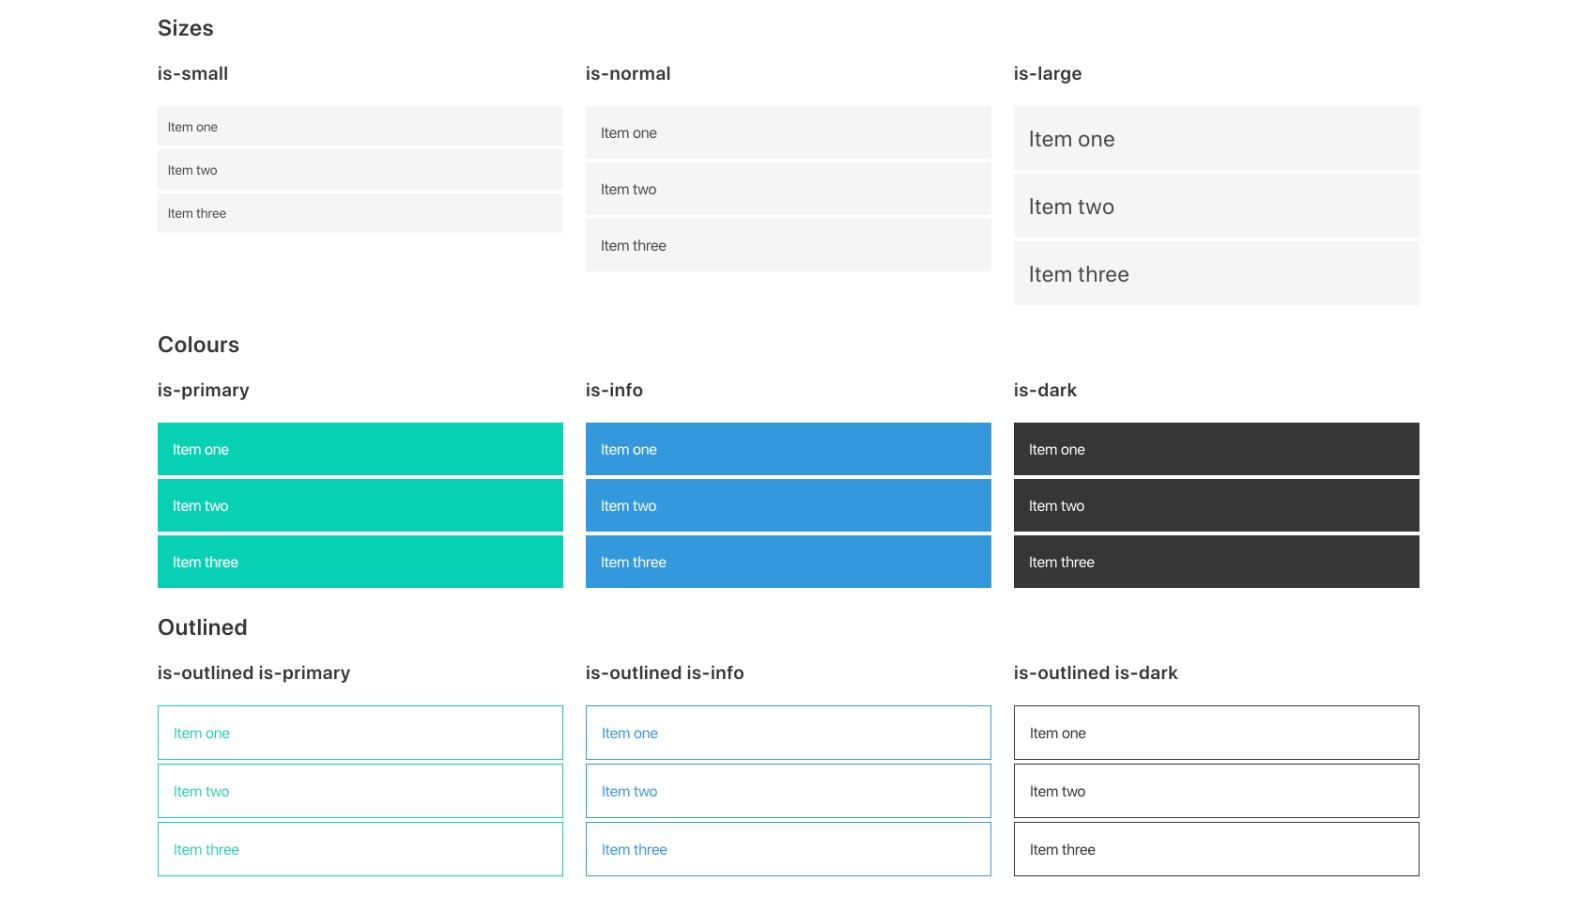 Sizes
is-small
Item one
Item two
Item three
is-normal
Item one
Item two
Item three
is-large
Item one
Item two
Item three
Colours
is-primary
Item one
Item two
Item three
is-info
Item one
Item two
Item three
is-dark
Item one
Item two
Item three
Outlined
is-outlined is-primary
Item one
Item two
Item three
is-outlined is-info
Item one
Item two
Item three
is-outlined is-dark
Item one
Item two
Item three